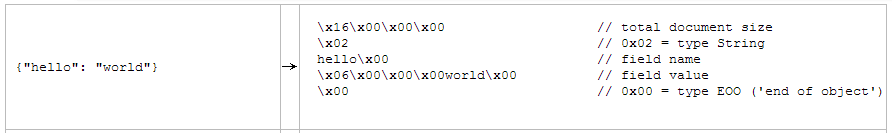 {"hello": "world"} → \x16\x00\x00\x00 // total document size
\x02 // 0x02 = type String
hello\x00 // field name
\x06\x00\x00\x00world\x00 // field value
\x00 // 0x00 = type EOO ('end of object')